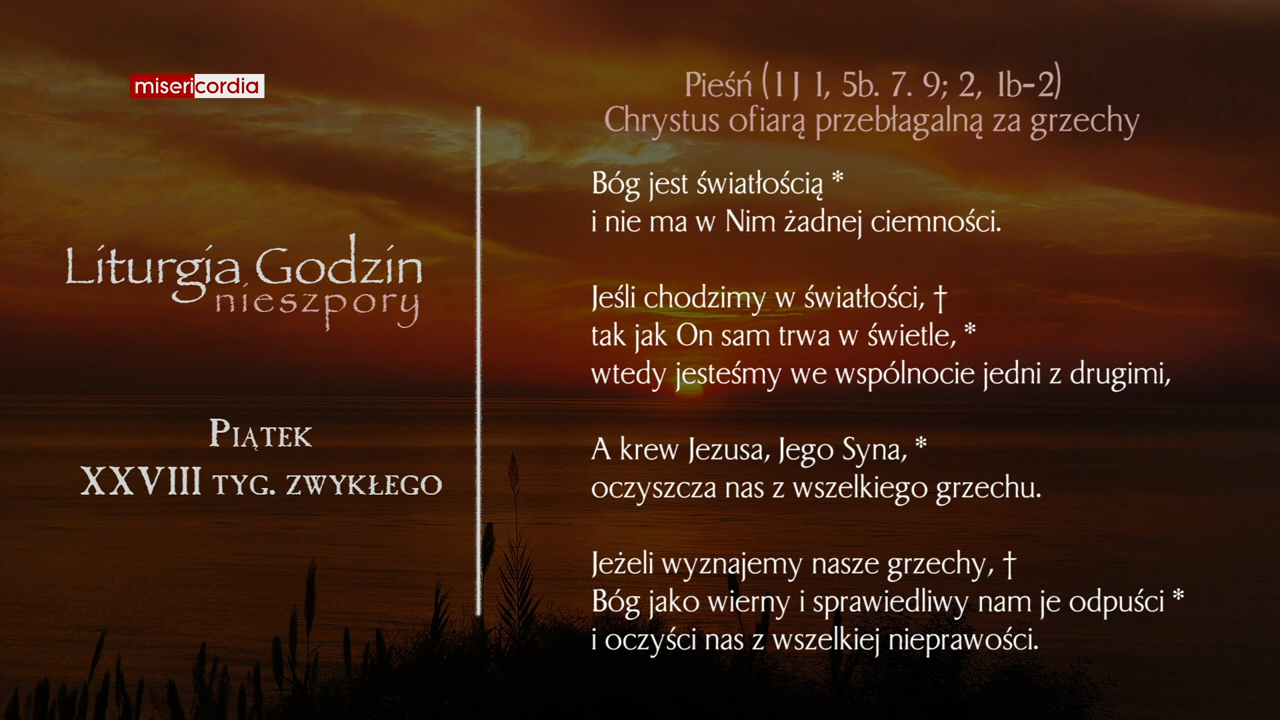 misericordia
Liturgia Godzin
nieszpory
Piątek
XXVIII tyg. zwykłego
Pieśń (1 J 1, 5b. 7. 9; 2, 1b-2)
Chrystus ofiarą przebłagalną za grzechy
Bóg jest światłością *
i nie ma w Nim żadnej ciemności.
Jeśli chodzimy w światłości, †
tak jak On sam trwa w świetle, *
wtedy jesteśmy we wspólnocie jedni z drugimi,
A krew Jezusa, Jego Syna, *
oczyszcza nas z wszelkiego grzechu.
Jeżeli wyznajemy nasze grzechy, †
Bóg jako wierny i sprawiedliwy nam je odpuści *
i oczyści nas z wszelkiej nieprawości.